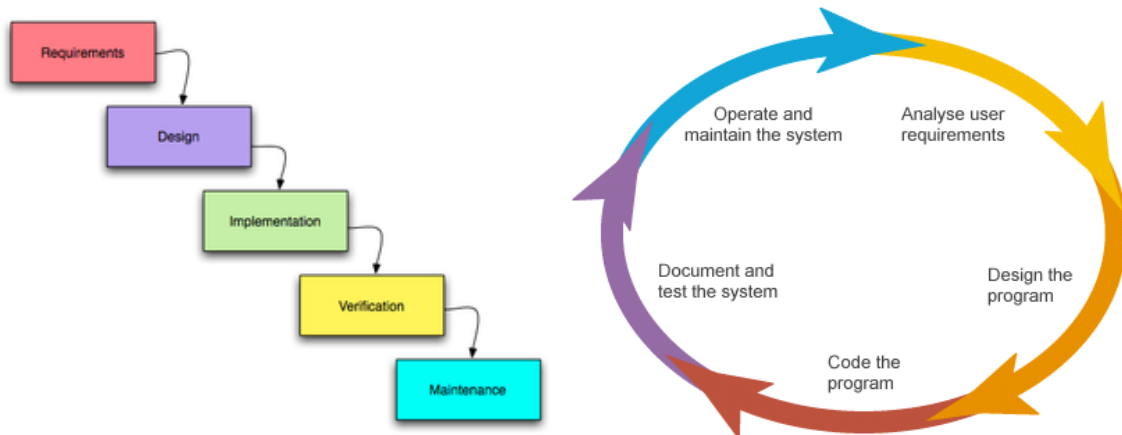 Requirements
Design
Implementation
Verification
Maintenance
Operate and
maintain the system
Analyse user
requirements
Design the
program
Code the
program
Document and
test the system